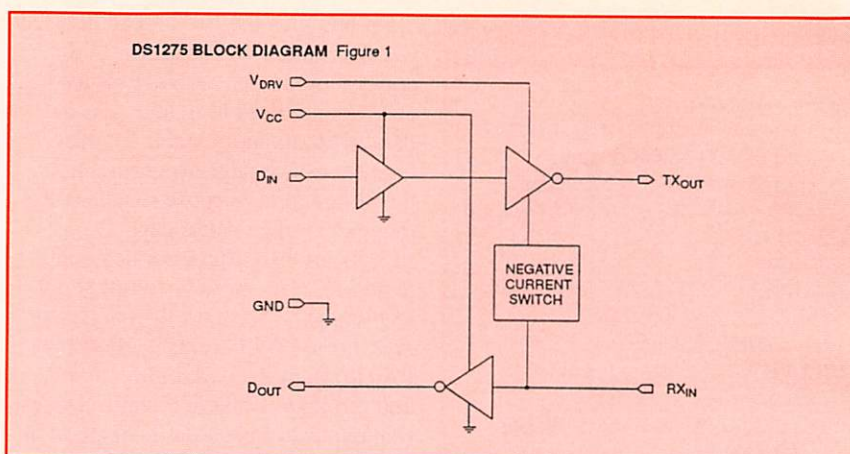 DS1275 BLOCK DIAGRAM Figure 1
VDRV
VCC
DIN
TXOUT
NEGATIVE
CURRENT
SWITCH
GND
DOUT
RXIN